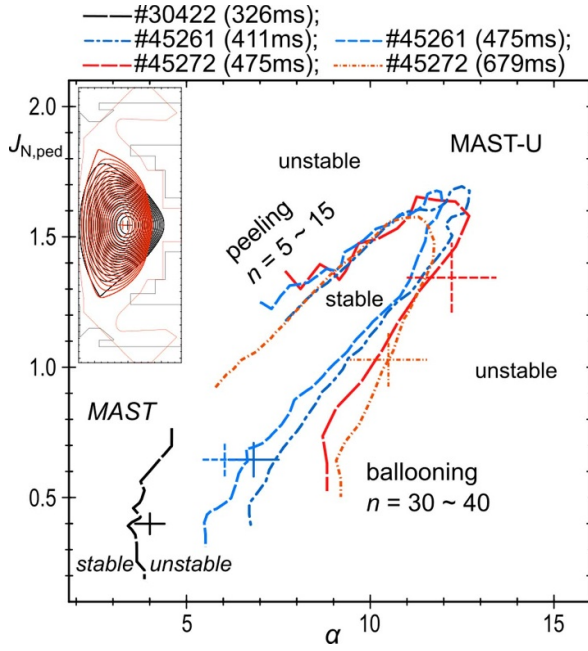 #30422 (326ms);
#45261 (411ms); #45261 (475ms);
#45272 (475ms); #45272 (679ms)
2.0
J_N,ped
unstable
MAST-U
peeling
n = 5 ~ 15
1.5
stable
1.0
unstable
MAST
ballooning
n = 30 ~ 40
0.5
stable unstable
5 10 15
α